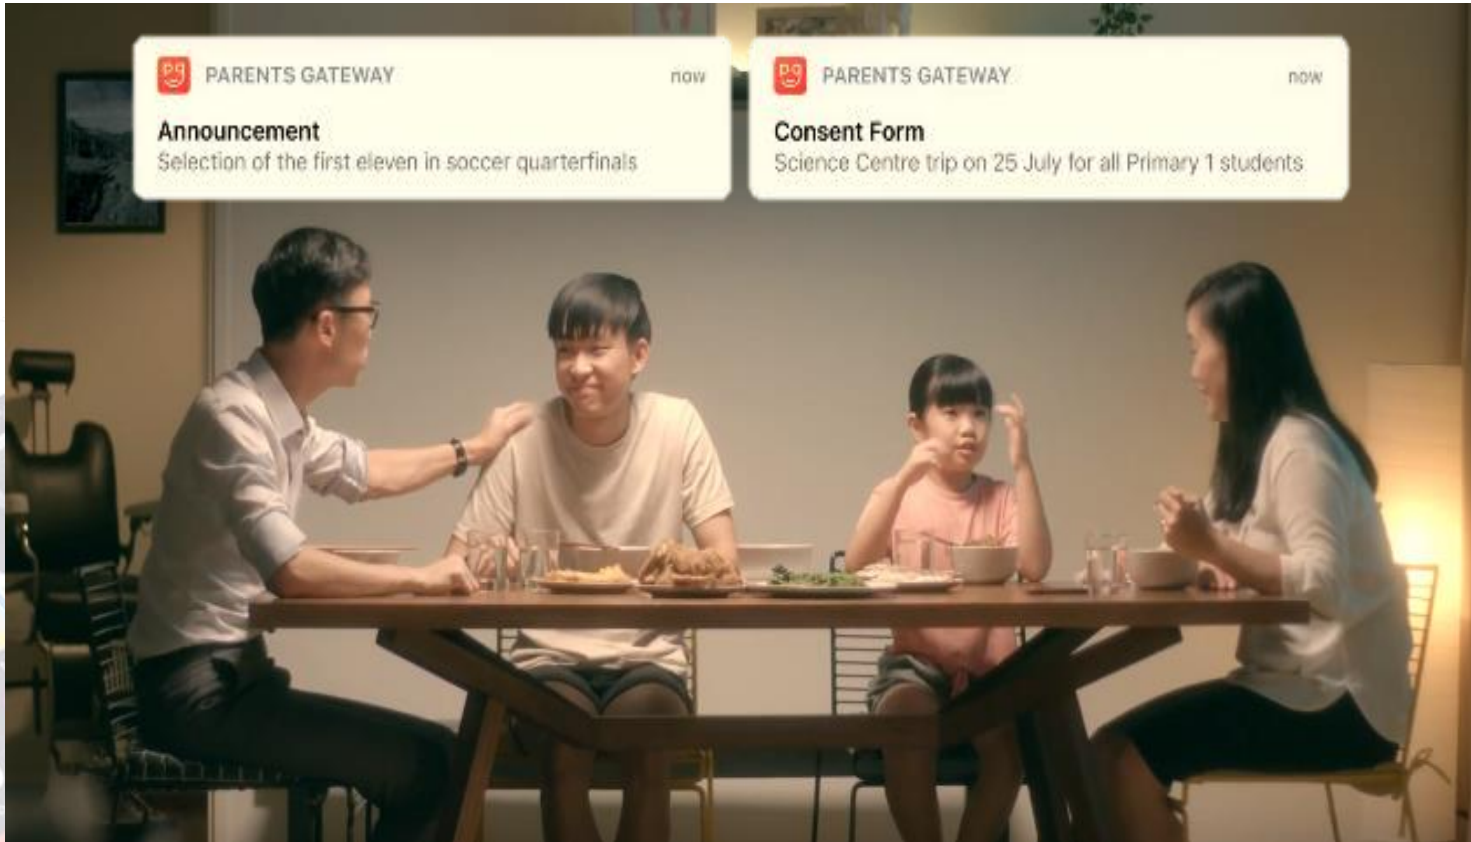 PARENTS GATEWAY
now
Announcement
Selection of the first eleven in soccer quarterfinals
PARENTS GATEWAY
now
Consent Form
Science Centre trip on 25 July for all Primary 1 students